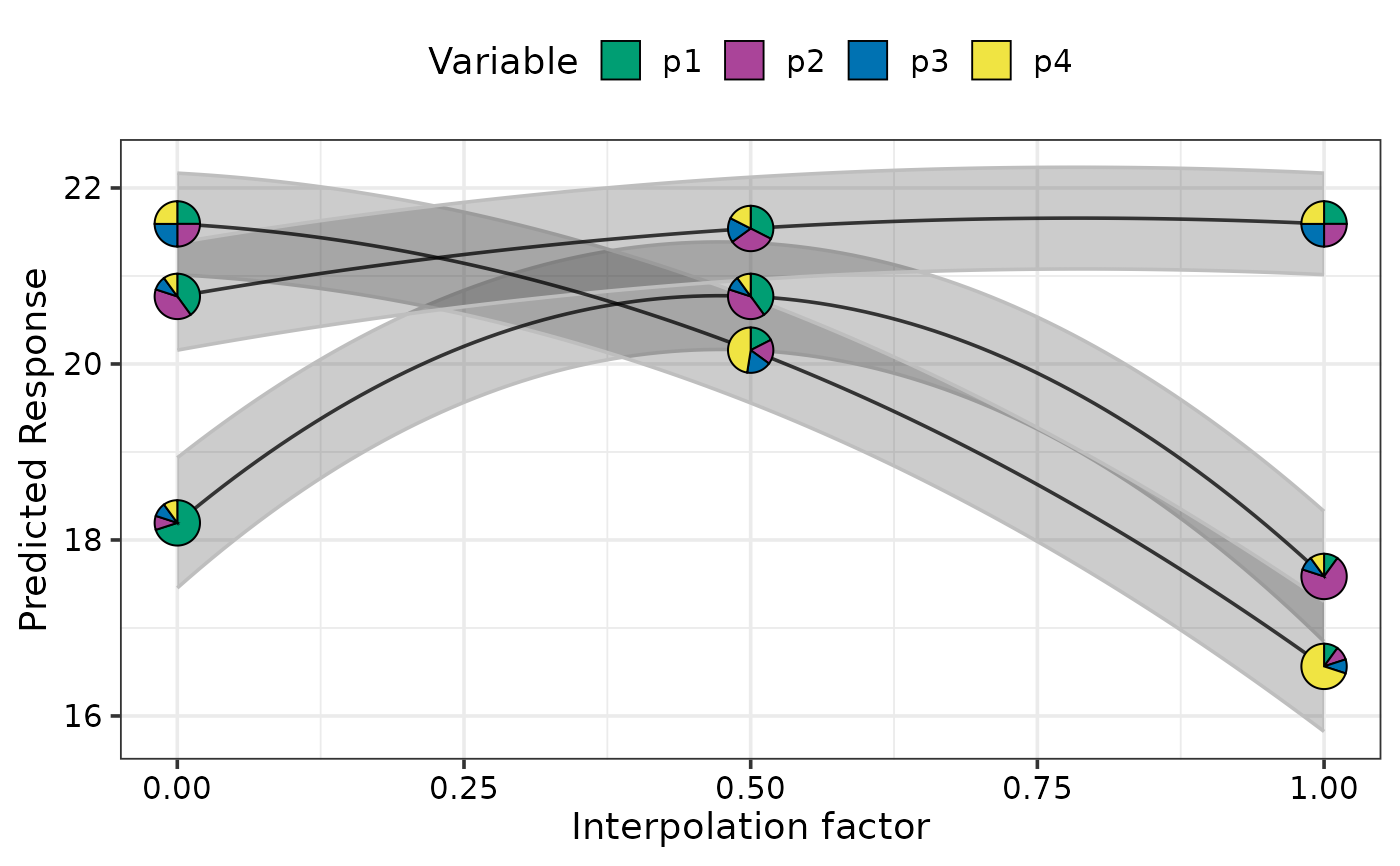 Variable p1 p2 p3 p4
Predicted Response
22
20
18
16
0.00 0.25 0.50 0.75 1.00
Interpolation factor